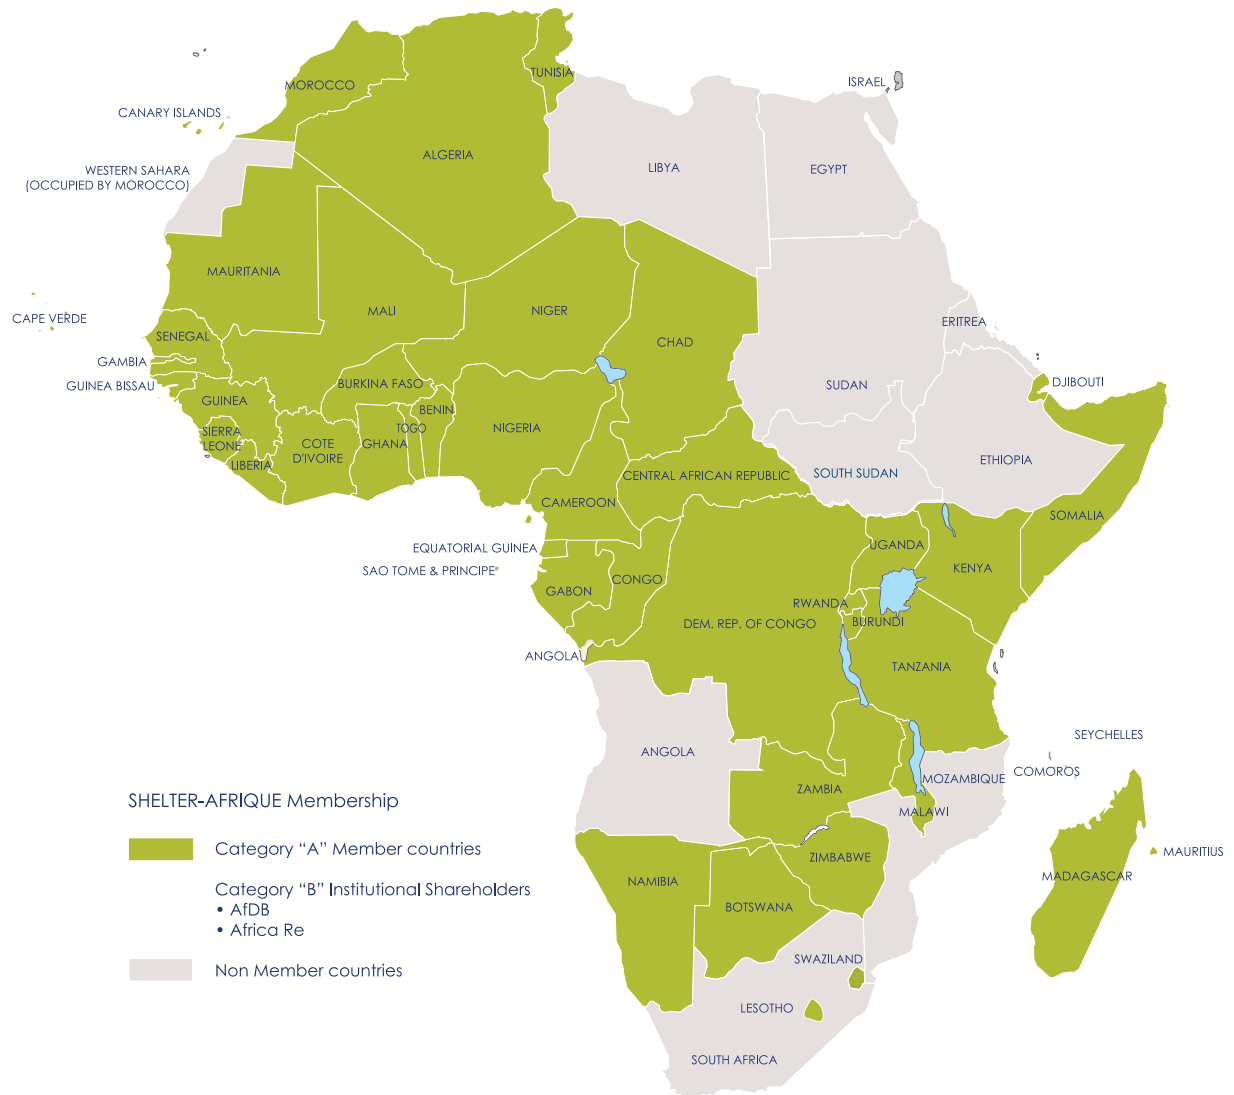 ISRAEL
TUNISIA
MOROCCO
CANARY ISLANDS
ALGERIA
LIBYA
EGYPT
WESTERN SAHARA
(OCCUPIED BY MOROCCO)
MAURITANIA
MALI
NIGER
CHAD
ERITREA
CAPE VERDE
SENEGAL
GAMBIA
GUINEA BISSAU
BURKINA FASO
SUDAN
DJIBOUTI
GUINEA
BENIN
TOGO
NIGERIA
SIERRA
LEONE
COTE
D'IVOIRE
GHANA
LIBERIA
ETHIOPIA
SOUTH SUDAN
CENTRAL AFRICAN REPUBLIC
CAMEROON
SOMALIA
EQUATORIAL GUINEA
UGANDA
SAO TOME & PRINCIPE
KENYA
GABON
CONGO
RWANDA
DEM. REP. OF CONGO
BURUNDI
ANGOLA
TANZANIA
ANGOLA
SEYCHELLES
COMOROS
MOZAMBIQUE
ZAMBIA
MALAWI
SHELTER-AFRIQUE Membership
Category “A” Member countries
Category “B” Institutional Shareholders
• AfDB
• Africa Re
Non Member countries
ZIMBABWE
MAURITIUS
MADAGASCAR
NAMIBIA
BOTSWANA
SWAZILAND
LESOTHO
SOUTH AFRICA